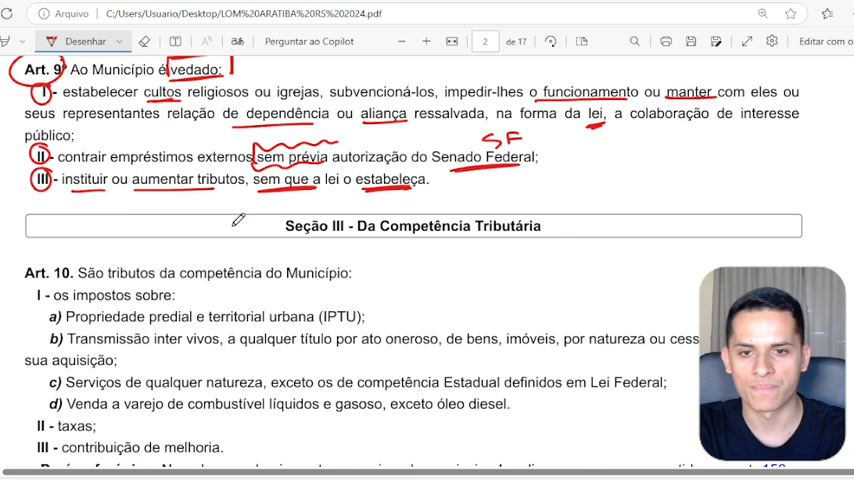 Arquivo C:/Users/Usuario/Desktop/LOM%20ARATIBA%20RS%202024.pdf
Desenhar Perguntar ao Copilot 2 de 17 Editar com o
Art. 9º Ao Município é vedado:
I - estabelecer cultos religiosos ou igrejas, subvencioná-los, impedir-lhes o funcionamento ou manter com eles ou
seus representantes relação de dependência ou aliança ressalvada, na forma da lei, a colaboração de interesse
público;
SF
II - contrair empréstimos externos sem prévia autorização do Senado Federal;
III - instituir ou aumentar tributos, sem que a lei o estabeleça.
Seção III - Da Competência Tributária
Art. 10. São tributos da competência do Município:
I - os impostos sobre:
a) Propriedade predial e territorial urbana (IPTU);
b) Transmissão inter vivos, a qualquer título por ato oneroso, de bens, imóveis, por natureza ou cess
sua aquisição;
c) Serviços de qualquer natureza, exceto os de competência Estadual definidos em Lei Federal;
d) Venda a varejo de combustível líquidos e gasoso, exceto óleo diesel.
II - taxas;
III - contribuição de melhoria.